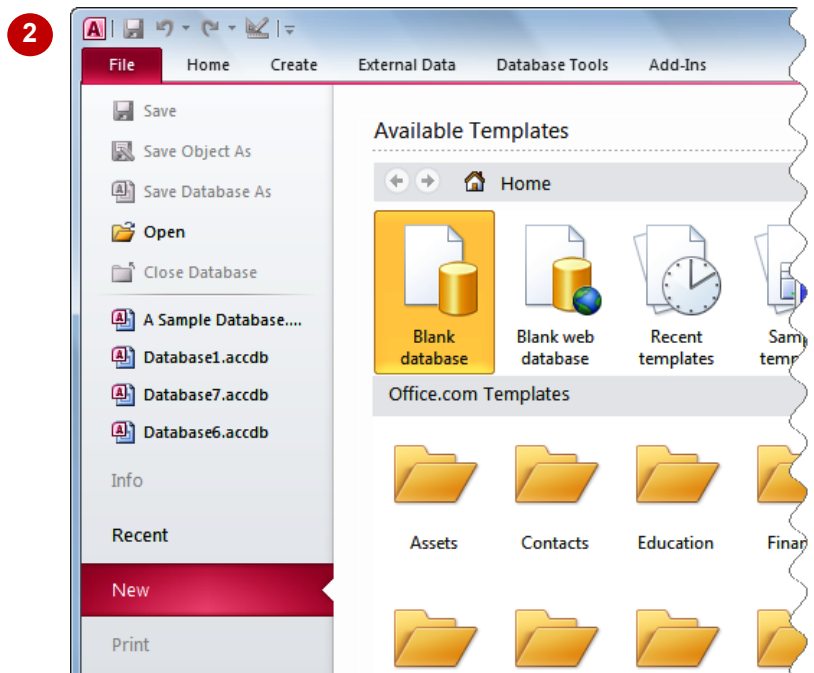 2
A
File Home Create External Data Database Tools Add-Ins
Save
Save Object As
Save Database As
Open
Close Database
A Sample Database....
Database1.accdb
Database7.accdb
Database6.accdb
Info
Recent
New
Print
Available Templates
Home
Blank database
Blank web database
Recent templates
Office.com Templates
Assets
Contacts
Education